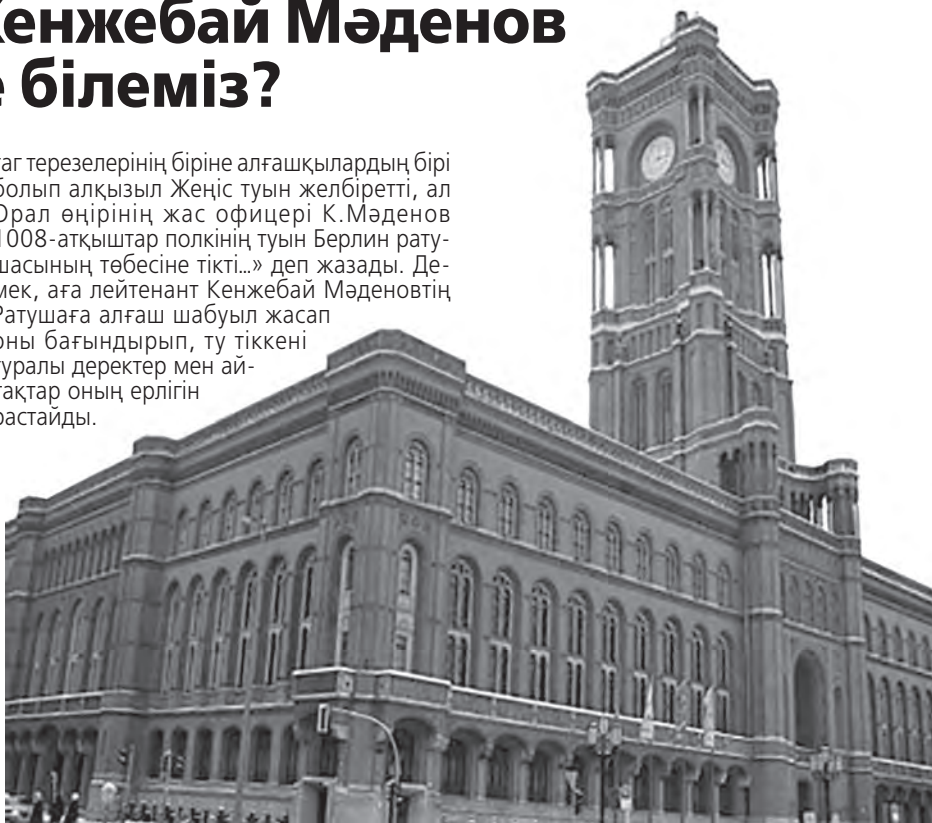 Кенжебай Мәденов
е білеміз?
таг терезелерінің біріне алғашқылардың бірі
болып алқызыл Жеңіс туын желбіретті, ал
Орал өңірінің жас офицері К.Мәденов
1008-атқыштар полкінің туын Берлин рату-
шасының төбесіне тікті...» деп жазады. Де-
мек, аға лейтенант Кенжебай Мәденовтің
Ратушаға алғаш шабуыл жасап
оны бағындырып, ту тіккені
туралы деректер мен ай-
ғақтар оның ерлігін
растайды.